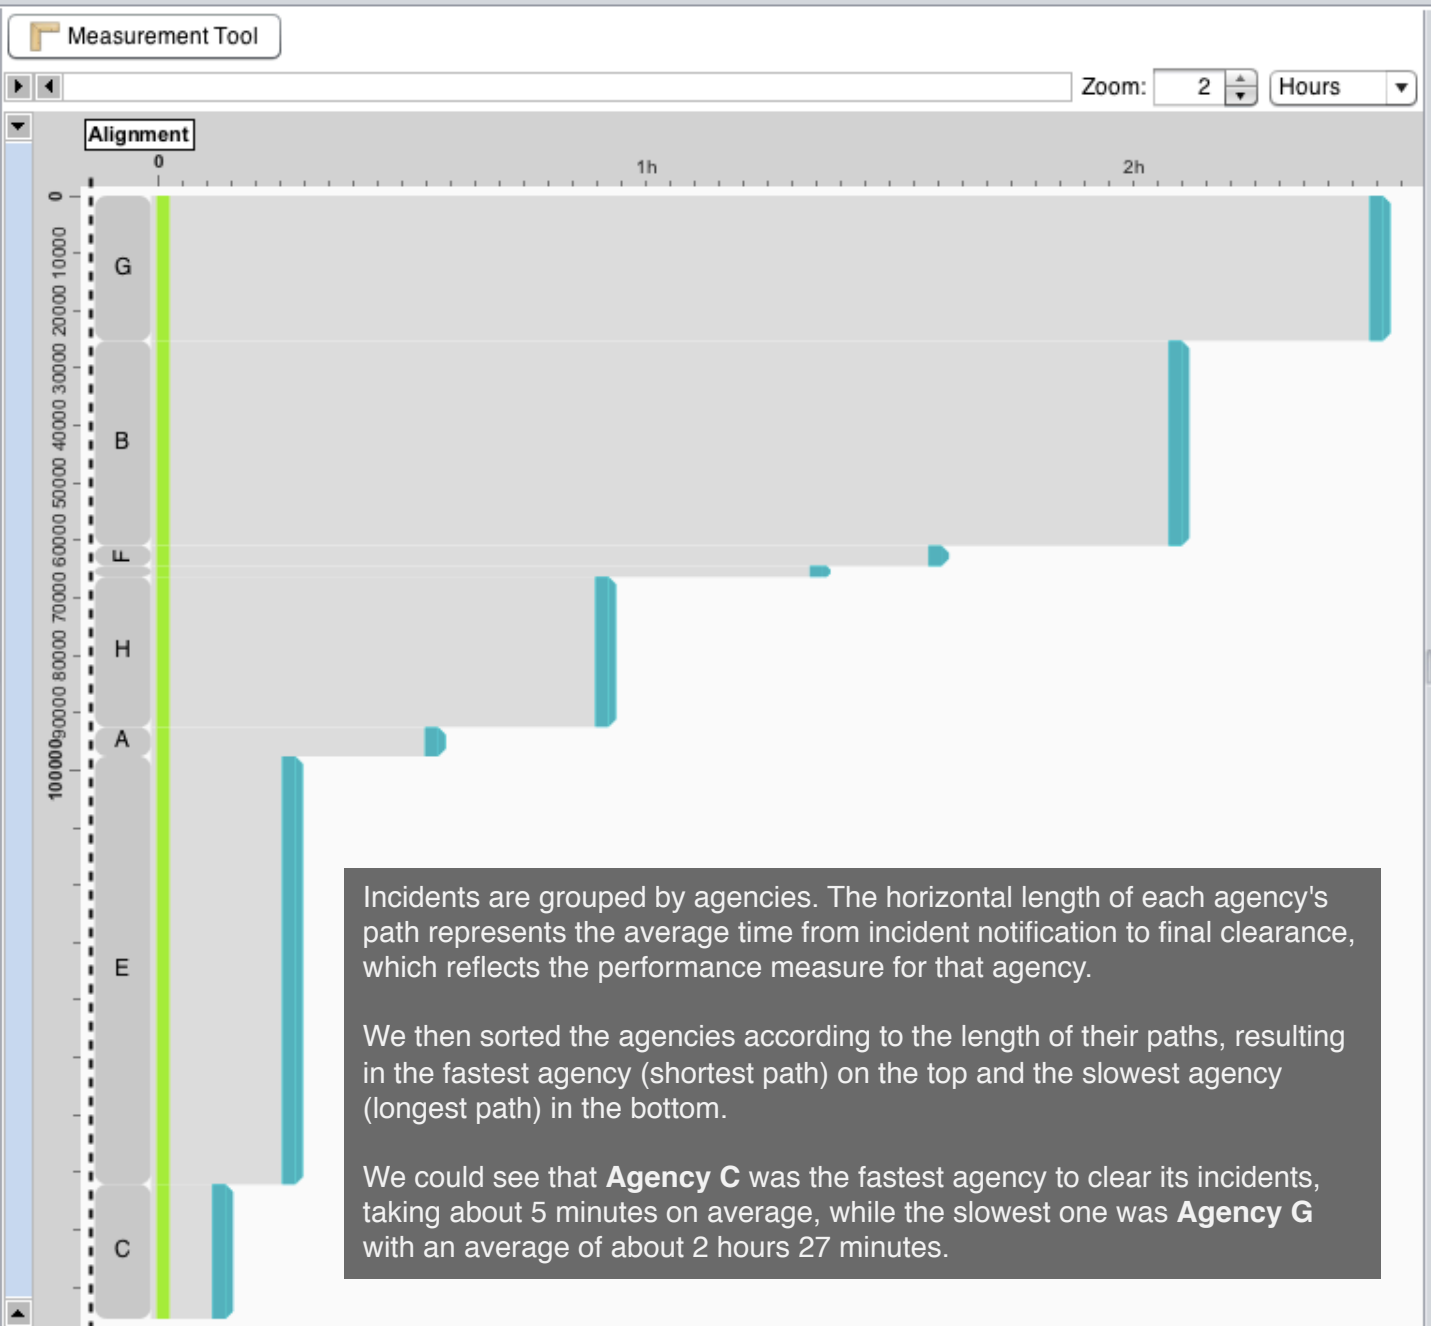 Measurement Tool
Zoom: 2 Hours
Alignment
0 1h 2h
0
10000
20000
30000
40000
50000
60000
70000
80000
90000
100000
G
B
F
H
A
E
C
Incidents are grouped by agencies. The horizontal length of each agency's
path represents the average time from incident notification to final clearance,
which reflects the performance measure for that agency.
We then sorted the agencies according to the length of their paths, resulting
in the fastest agency (shortest path) on the top and the slowest agency
(longest path) in the bottom.
We could see that Agency C was the fastest agency to clear its incidents,
taking about 5 minutes on average, while the slowest one was Agency G
with an average of about 2 hours 27 minutes.